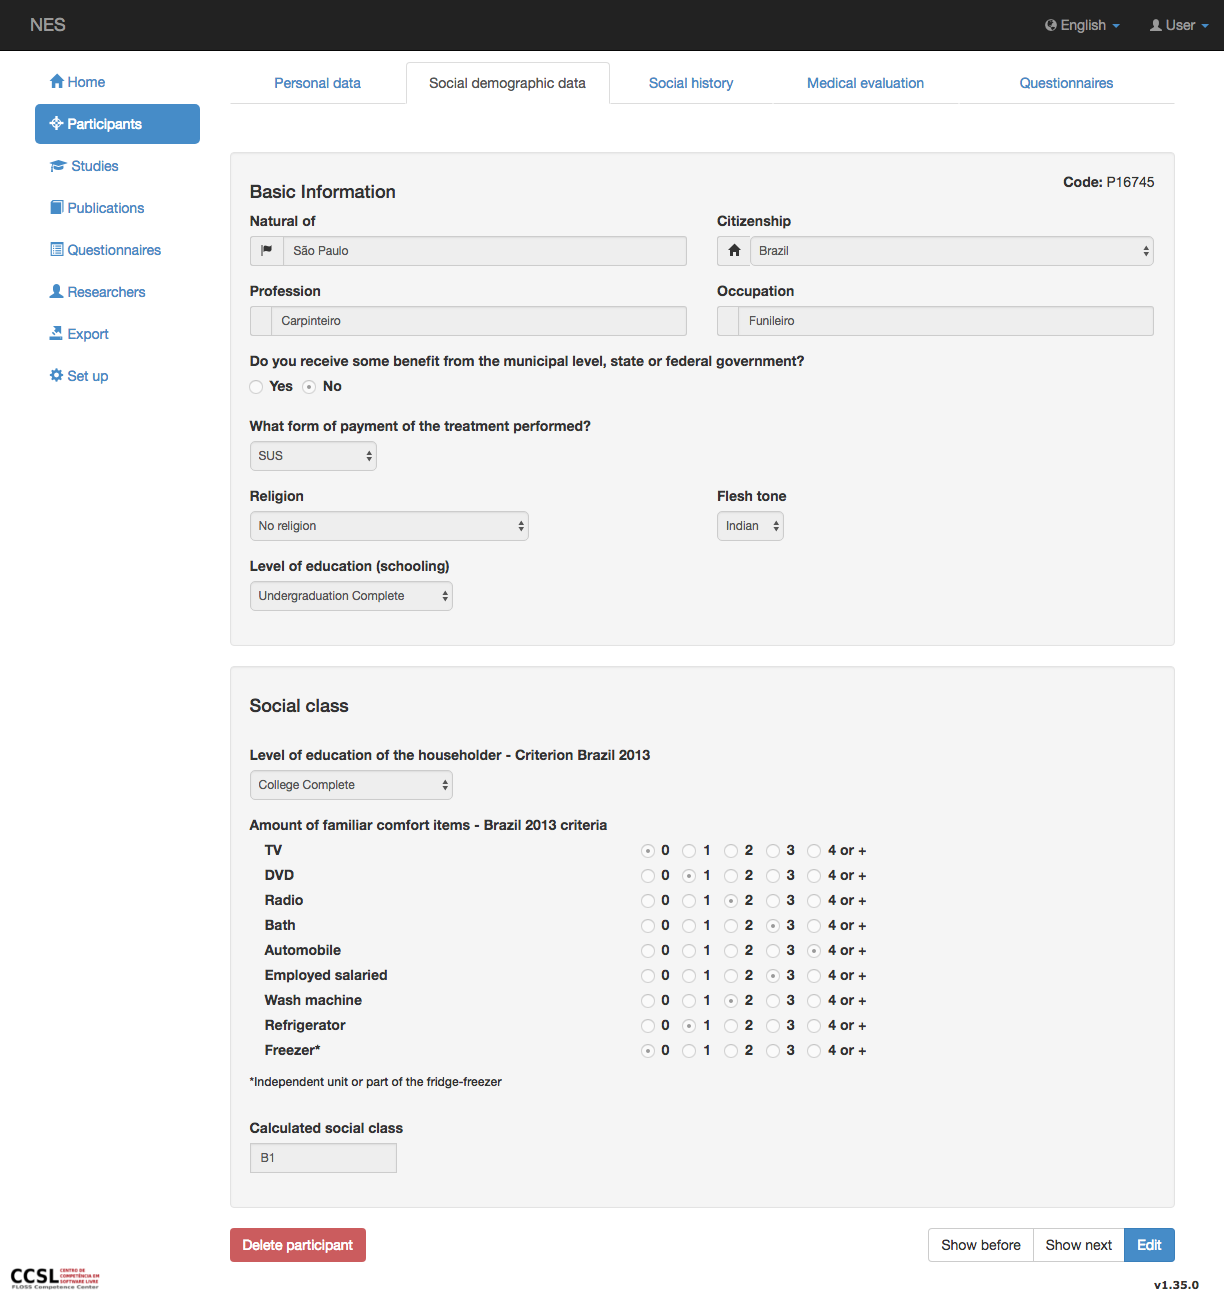 NES
English
User
Home
Participants
Studies
Publications
Questionnaires
Researchers
Export
Set up
Personal data
Social demographic data
Social history
Medical evaluation
Questionnaires
Code: P16745
Basic Information
Natural of
Citizenship
São Paulo
Brazil
Profession
Occupation
Carpinteiro
Funileiro
Do you receive some benefit from the municipal level, state or federal government?
Yes No
What form of payment of the treatment performed?
SUS
Religion
Flesh tone
No religion
Indian
Level of education (schooling)
Undergraduation Complete
Social class
Level of education of the householder - Criterion Brazil 2013
College Complete
Amount of familiar comfort items - Brazil 2013 criteria
TV 0 1 2 3 4 or +
DVD 0 1 2 3 4 or +
Radio 0 1 2 3 4 or +
Bath 0 1 2 3 4 or +
Automobile 0 1 2 3 4 or +
Employed salaried 0 1 2 3 4 or +
Wash machine 0 1 2 3 4 or +
Refrigerator 0 1 2 3 4 or +
Freezer* 0 1 2 3 4 or +
*Independent unit or part of the fridge-freezer
Calculated social class
B1
Delete participant
Show before
Show next
Edit
CCSL
CENTRO DE
COMPETÊNCIA EM
SOFTWARE LIVRE
FLOSS Competence Center
v1.35.0